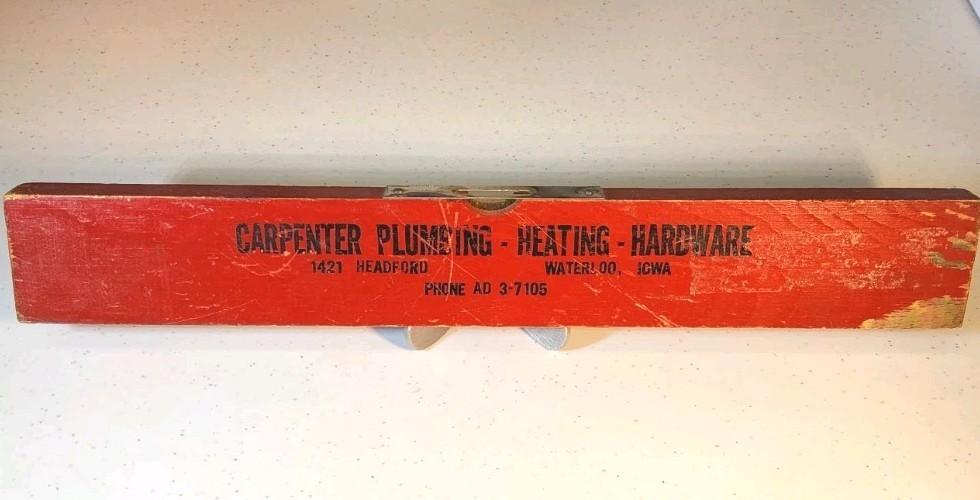 CARPENTER PLUMBING - HEATING - HARDWARE
1421 HEADFORD WATERLOO, IOWA
PHONE AD 3-7105